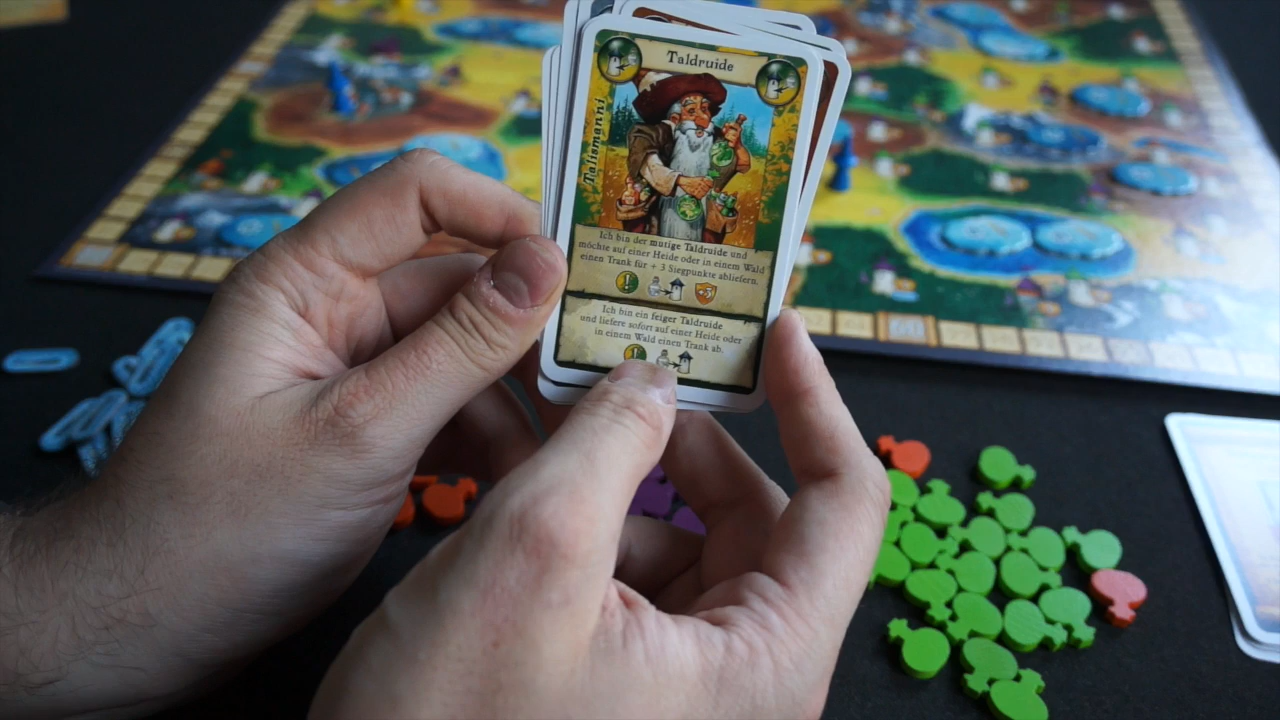 Taldruide
Talismanni
Ich bin der mutige Taldruide und
möchte auf einer Heide oder in einem Wald
einen Trank für + 3 Siegpunkte abliefern.
+3
Ich bin ein feiger Taldruide
und liefere sofort auf einer Heide oder
in einem Wald einen Trank ab.